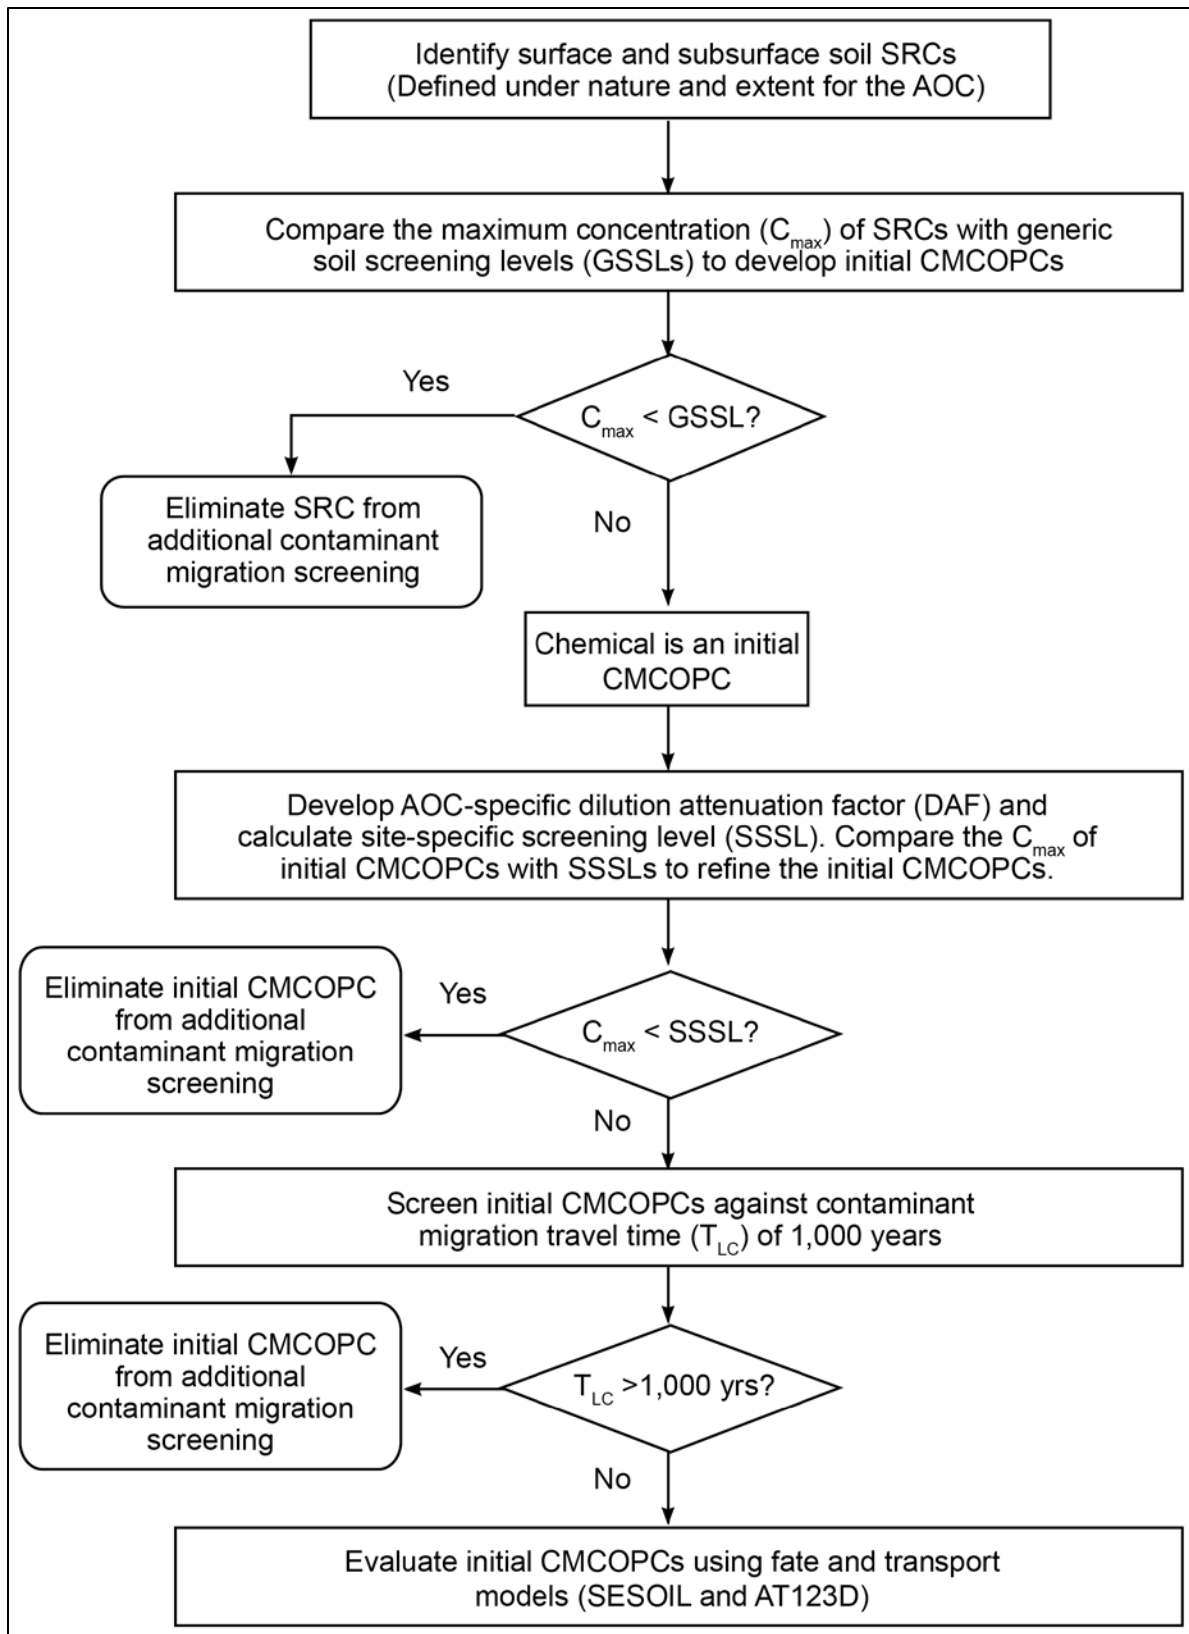 Identify surface and subsurface soil SRCs
(Defined under nature and extent for the AOC)
Compare the maximum concentration (Cmax) of SRCs with generic
soil screening levels (GSSLs) to develop initial CMCOPCs
Cmax < GSSL?
Yes
Eliminate SRC from
additional contaminant
migration screening
No
Chemical is an initial
CMCOPC
Develop AOC-specific dilution attenuation factor (DAF) and
calculate site-specific screening level (SSSL). Compare the Cmax of
initial CMCOPCs with SSSLs to refine the initial CMCOPCs.
Cmax < SSSL?
Yes
Eliminate initial CMCOPC
from additional
contaminant migration
screening
No
Screen initial CMCOPCs against contaminant
migration travel time (TLC) of 1,000 years
TLC >1,000 yrs?
Yes
Eliminate initial CMCOPC
from additional
contaminant migration
screening
No
Evaluate initial CMCOPCs using fate and transport
models (SESOIL and AT123D)